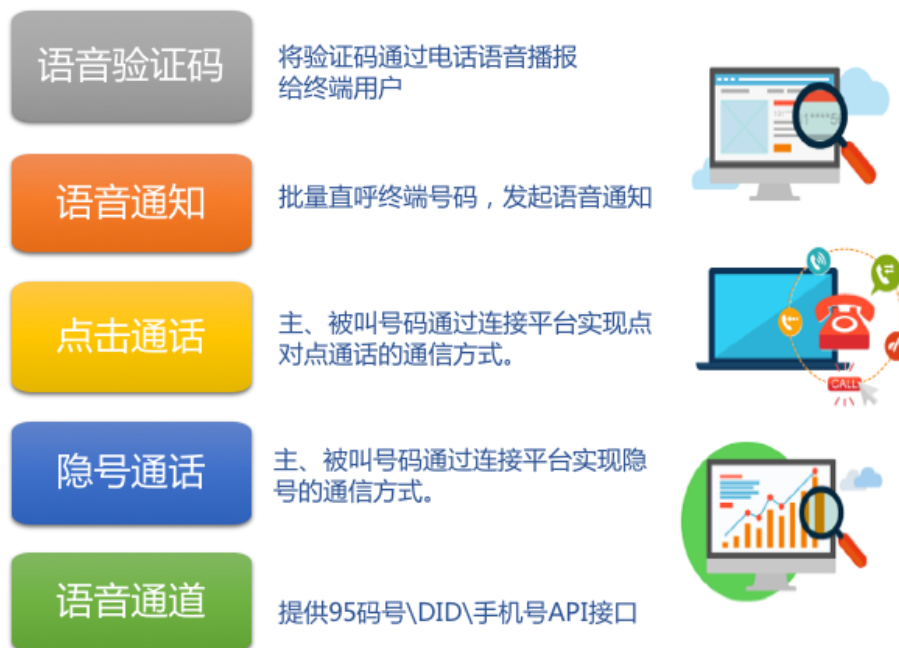 语音验证码
将验证码通过电话语音播报
给终端用户
1****5
语音通知
批量直呼终端号码，发起语音通知
点击通话
主、被叫号码通过连接平台实现点
对点通话的通信方式。
CALL
隐号通话
主、被叫号码通过连接平台实现隐
号的通信方式。
语音通道
提供95码号\DID\手机号API接口